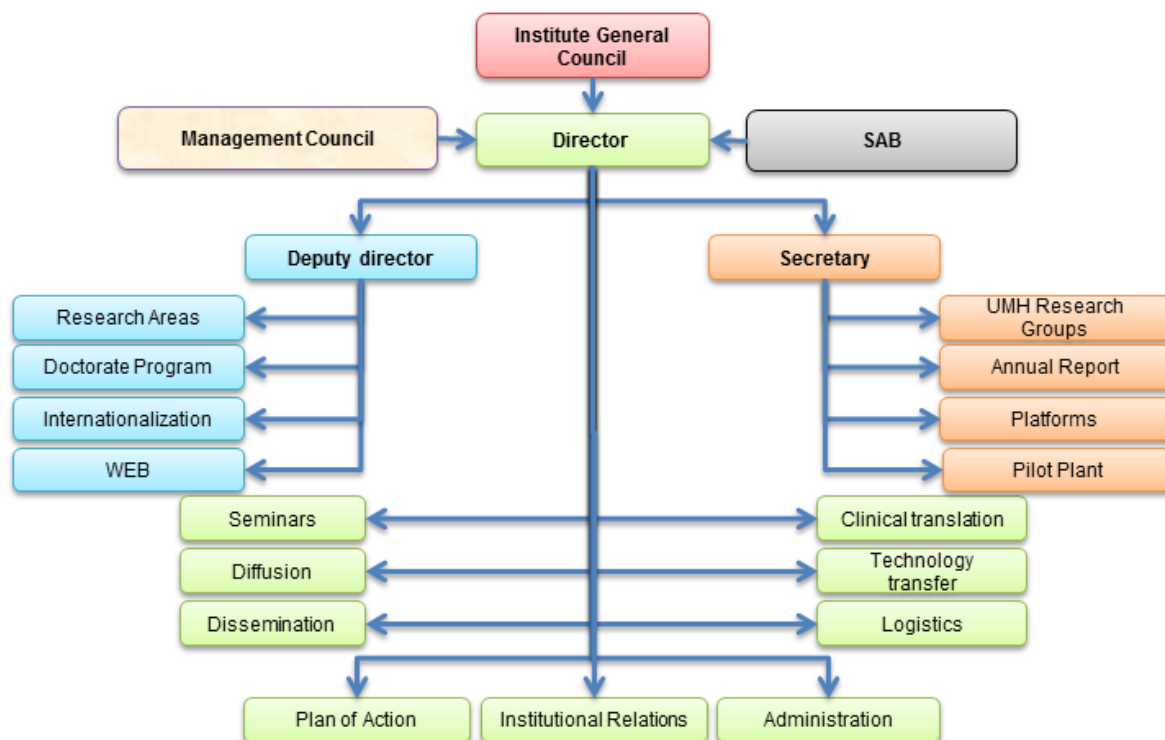 Institute General
Council
Management Council
Director
SAB
Deputy director
Secretary
Research Areas
UMH Research
Groups
Doctorate Program
Annual Report
Internationalization
Platforms
WEB
Pilot Plant
Seminars
Clinical translation
Diffusion
Technology
transfer
Dissemination
Logistics
Plan of Action
Institutional Relations
Administration